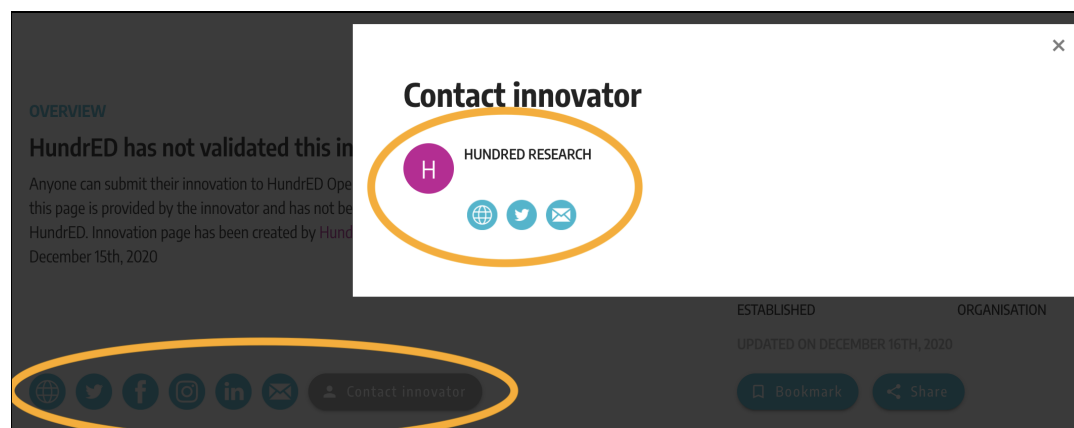 Contact innovator
H
HUNDRED RESEARCH
OVERVIEW
HundrED has not validated this in
Anyone can submit their innovation to HundrED Ope
this page is provided by the innovator and has not be
HundrED. Innovation page has been created by Hund
December 15th, 2020
ESTABLISHED
ORGANISATION
UPDATED ON DECEMBER 16TH, 2020
Contact innovator
Bookmark
Share